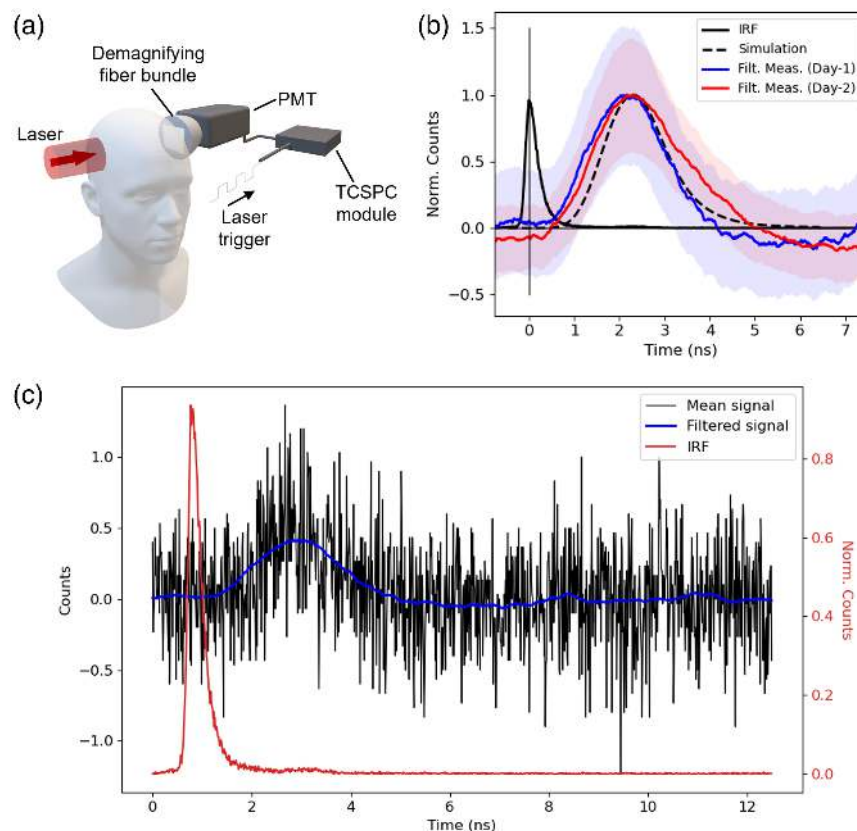 (a)
Demagnifying
fiber bundle
PMT
Laser
TCSPC
module
Laser
trigger
(b)
IRF
Simulation
Filt. Meas. (Day-1)
Filt. Meas. (Day-2)
Norm. Counts
1.5
1.0
0.5
0.0
−0.5
0 1 2 3 4 5 6 7
Time (ns)
(c)
Mean signal
Filtered signal
IRF
Counts
1.0
0.5
0.0
−0.5
−1.0
0.8
0.6
0.4
0.2
0.0
Norm. Counts
0 2 4 6 8 10 12
Time (ns)